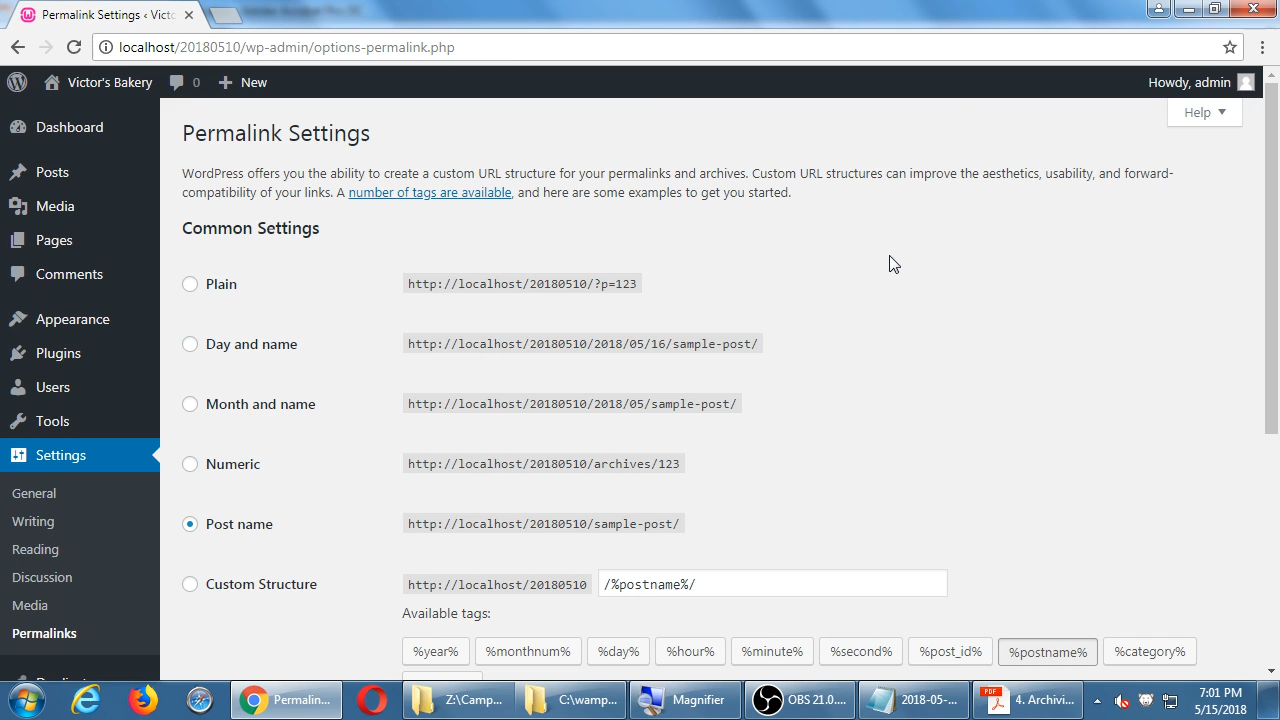 Permalink Settings ‹ Victo
localhost/20180510/wp-admin/options-permalink.php
Victor's Bakery
0
New
Howdy, admin
Help
Dashboard
Posts
Media
Pages
Comments
Appearance
Plugins
Users
Tools
Settings
General
Writing
Reading
Discussion
Media
Permalinks
Permalink Settings
WordPress offers you the ability to create a custom URL structure for your permalinks and archives. Custom URL structures can improve the aesthetics, usability, and forward-
compatibility of your links. A number of tags are available, and here are some examples to get you started.
Common Settings
Plain http://localhost/20180510/?p=123
Day and name http://localhost/20180510/2018/05/16/sample-post/
Month and name http://localhost/20180510/2018/05/sample-post/
Numeric http://localhost/20180510/archives/123
Post name http://localhost/20180510/sample-post/
Custom Structure http://localhost/20180510 /%postname%/
Available tags:
%year% %monthnum% %day% %hour% %minute% %second% %post_id% %postname% %category%
Permalin...
Z:\Camp...
C:\wamp...
Magnifier
OBS 21.0....
2018-05-...
PDF
4. Archivi...
7:01 PM
5/15/2018